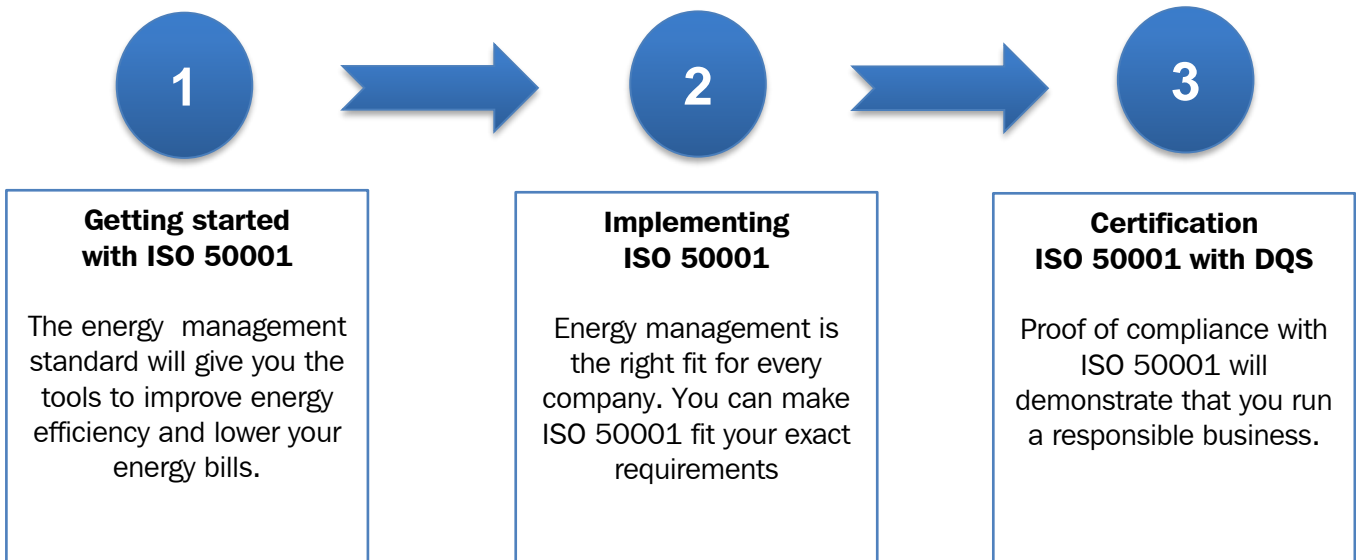 1
2
3
Getting started
with ISO 50001
The energy  management
standard will give you the
tools to improve energy
efficiency and lower your
energy bills.
Implementing
ISO 50001
Energy management is
the right fit for every
company. You can make
ISO 50001 fit your exact
requirements
Certification
ISO 50001 with DQS
Proof of compliance with
ISO 50001 will
demonstrate that you run
a responsible business.